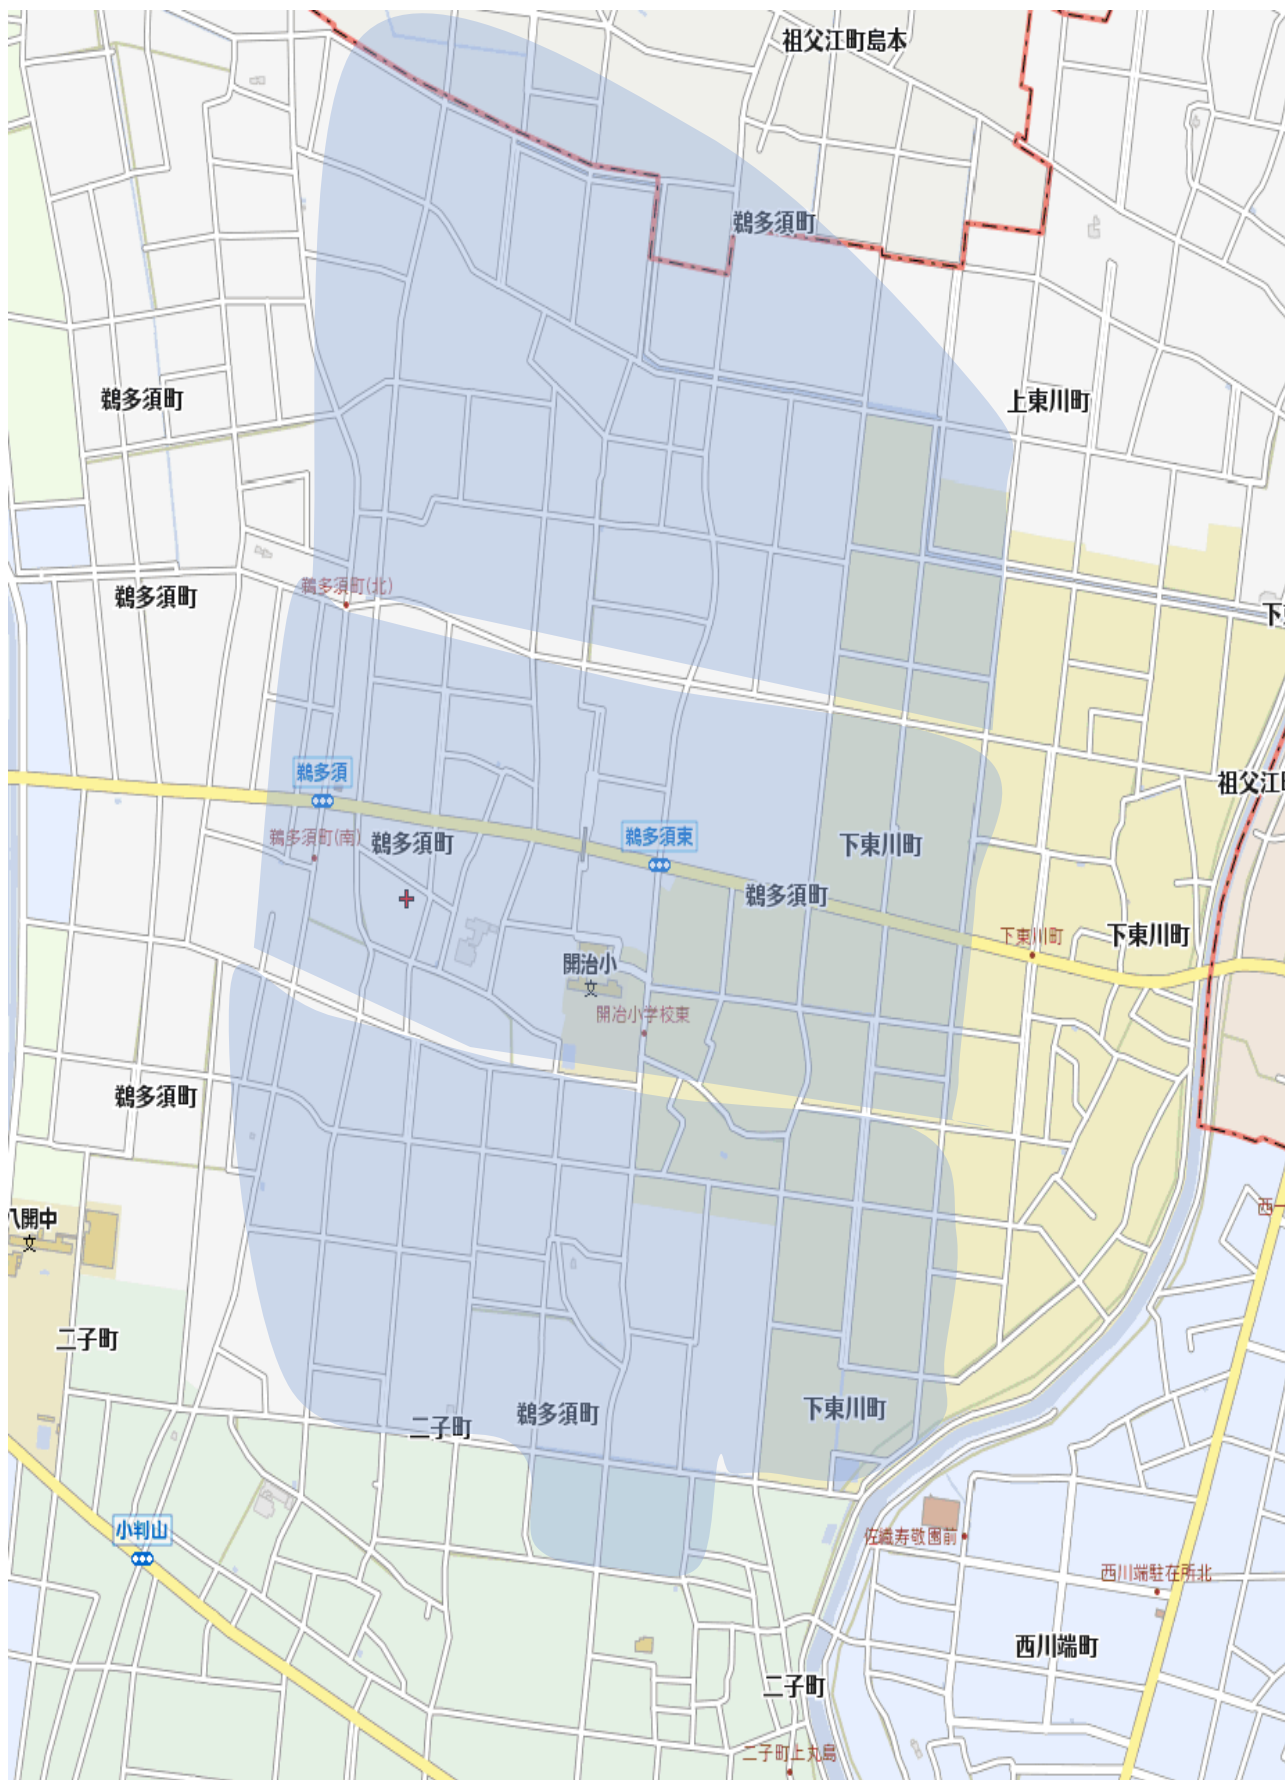 祖父江町島本
鵜多須町
鵜多須町
上東川町
鵜多須町(北)
鵜多須町
祖父江
鵜多須
鵜多須町(南)
鵜多須町
鵜多須東
下東川町
鵜多須町
下東川町
下東川町
開治小
文
開治小学校東
鵜多須町
八開中
文
二子町
二子町
鵜多須町
下東川町
小判山
佐織寿敬園前
西川端駐在所北
西川端町
二子町
二子町上丸島